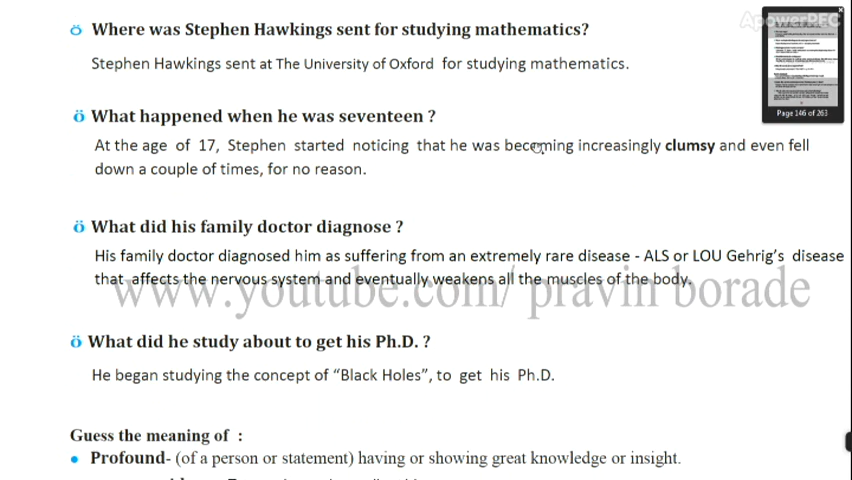 ApowerREC
Page 146 of 263
ö Where was Stephen Hawkings sent for studying mathematics?
Stephen Hawkings sent at The University of Oxford for studying mathematics.
ö What happened when he was seventeen ?
At the age of 17, Stephen started noticing that he was becoming increasingly clumsy and even fell
down a couple of times, for no reason.
ö What did his family doctor diagnose ?
His family doctor diagnosed him as suffering from an extremely rare disease - ALS or LOU Gehrig's disease
that affects the nervous system and eventually weakens all the muscles of the body.
www.youtube.com/ pravin borade
ö What did he study about to get his Ph.D. ?
He began studying the concept of “Black Holes”, to get his Ph.D.
Guess the meaning of :
• Profound- (of a person or statement) having or showing great knowledge or insight.